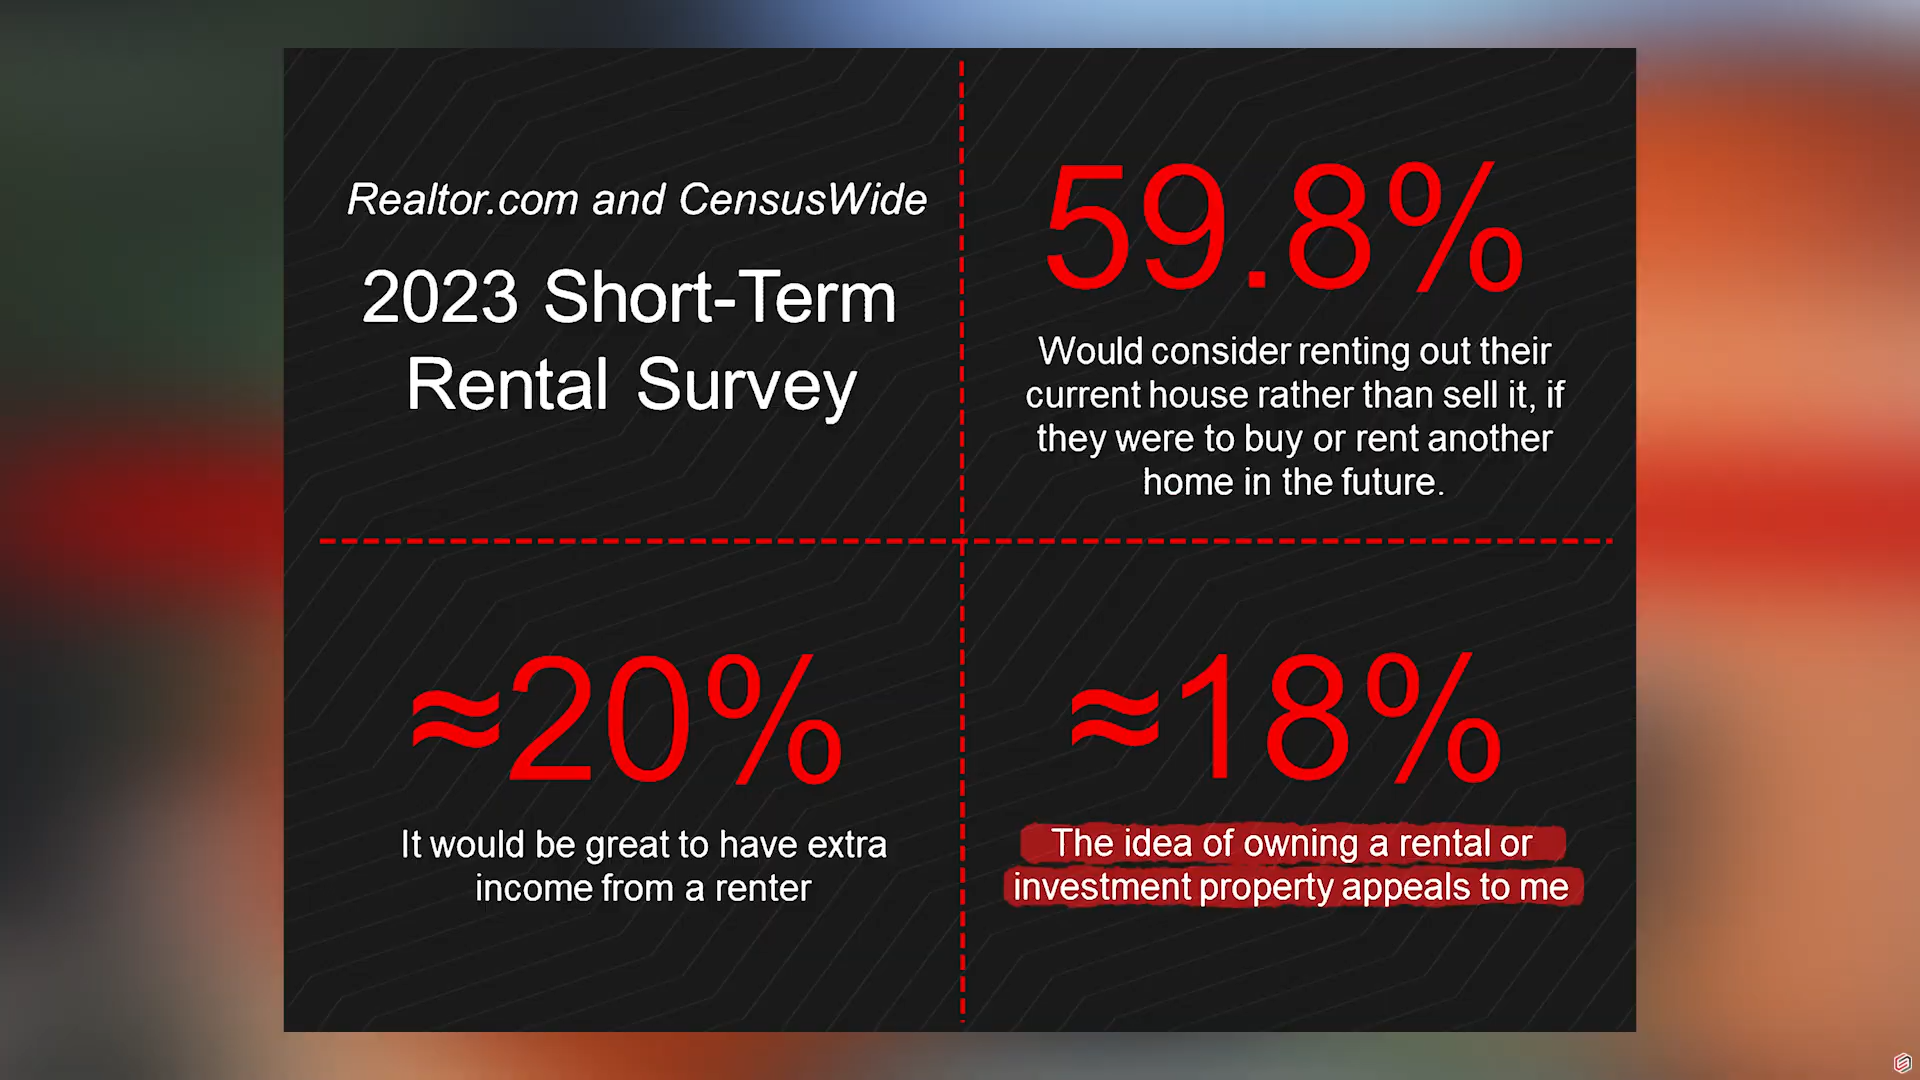 Realtor.com and CensusWide
2023 Short-Term
Rental Survey
59.8%
Would consider renting out their
current house rather than sell it, if
they were to buy or rent another
home in the future.
≈20%
It would be great to have extra
income from a renter
≈18%
The idea of owning a rental or
investment property appeals to me